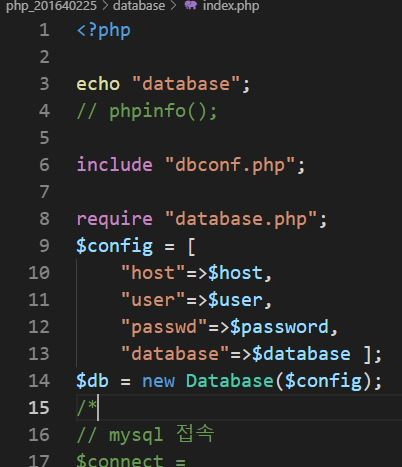 php_201640225 > database > index.php
1 <?php
2
3 echo "database";
4 // phpinfo();
5
6 include "dbconf.php";
7
8 require "database.php";
9 $config = [
10 "host"=>$host,
11 "user"=>$user,
12 "passwd"=>$password,
13 "database"=>$database ];
14 $db = new Database($config);
15 /*
16 // mysql 접속
17 $connect =